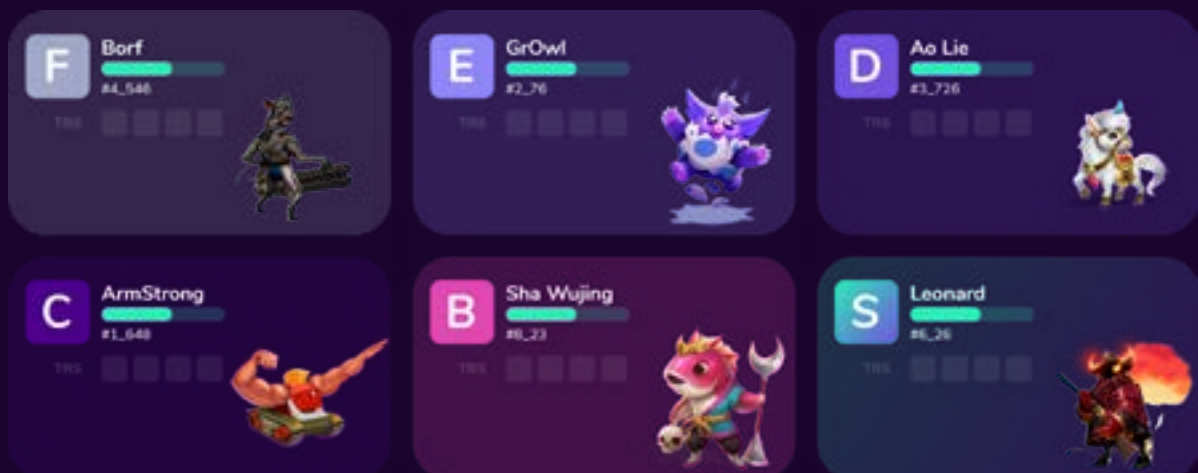 F
Borf
#4_546
TRS
E
GrOwl
#2_76
TRS
D
Ao Lie
#3_726
TRS
C
ArmStrong
#1_648
TRS
B
Sha Wujing
#8_23
TRS
S
Leonard
#6_26
TRS